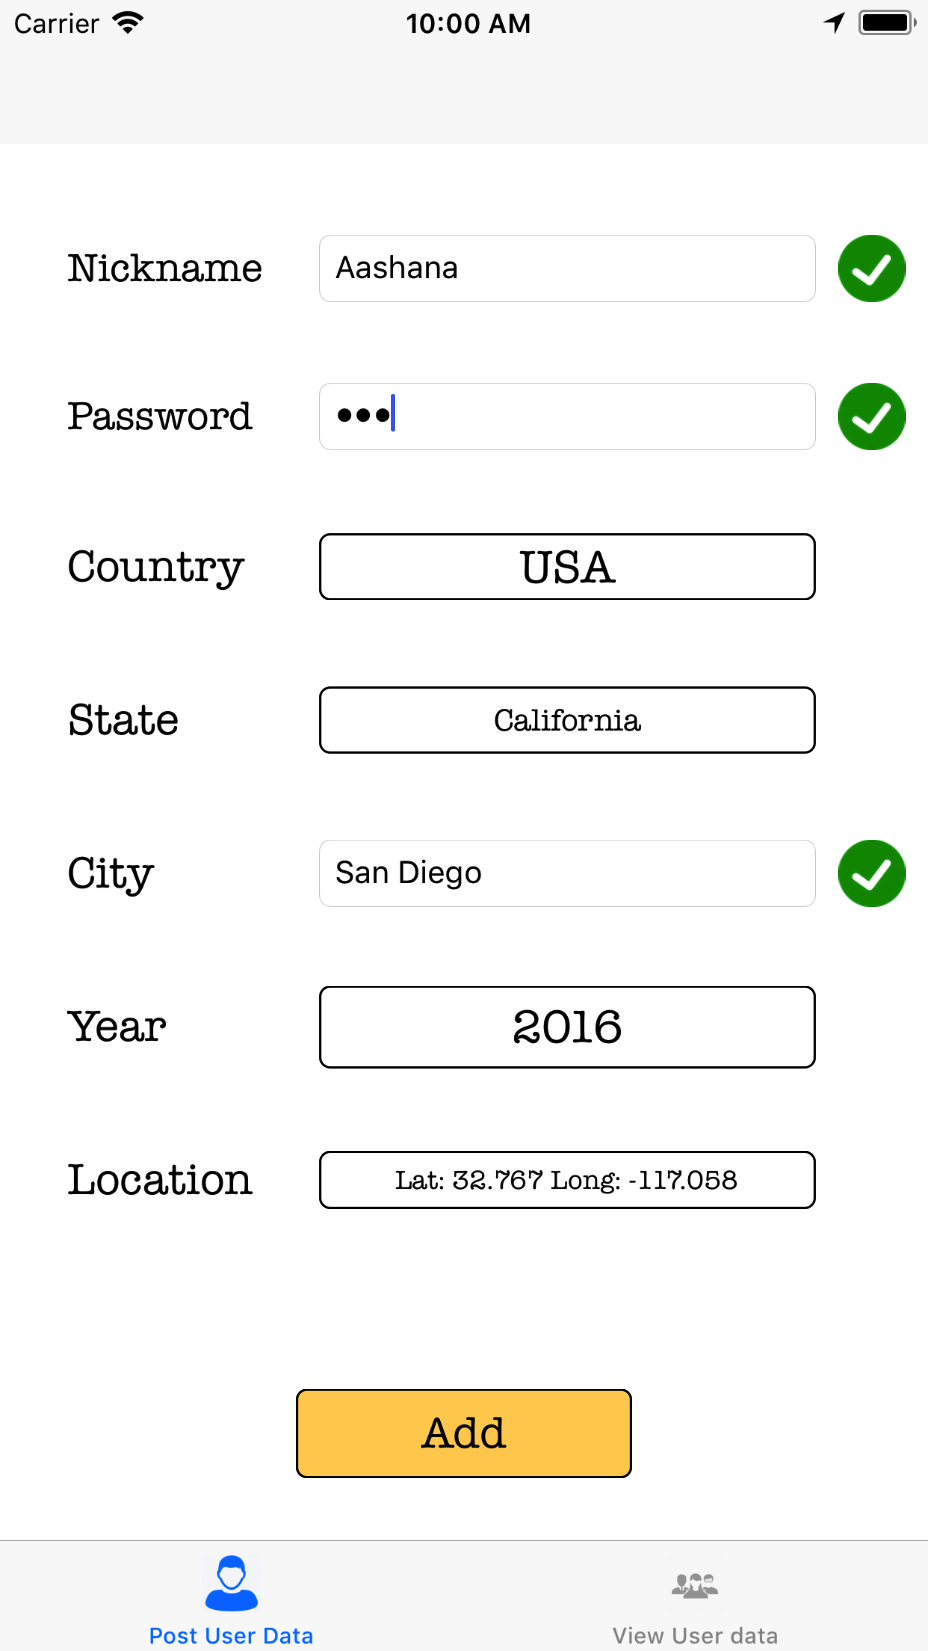 Carrier 10:00 AM
Nickname Aashana
Password •••
Country USA
State California
City San Diego
Year 2016
Location Lat: 32.767 Long: -117.058
Add
Post User Data View User data